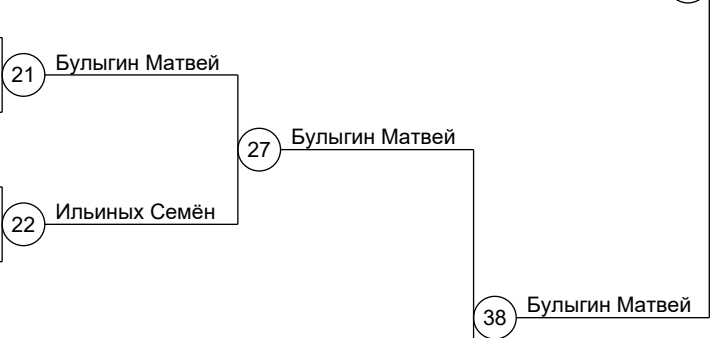 21 Булыгин Матвей
27 Булыгин Матвей
22 Ильиных Семён
38 Булыгин Матвей